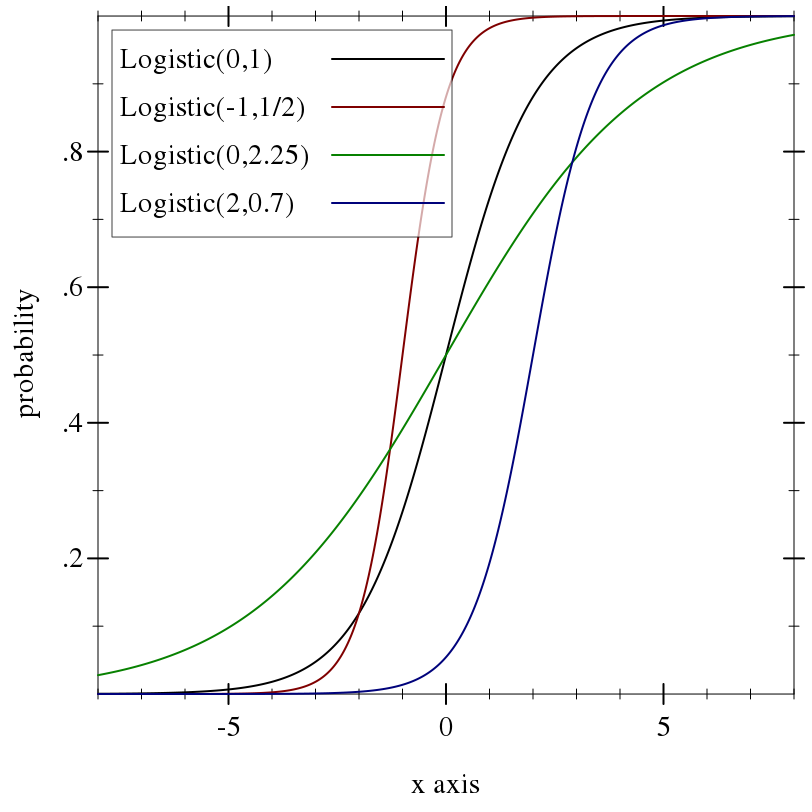 Logistic(0,1)
Logistic(-1,1/2)
Logistic(0,2.25)
Logistic(2,0.7)
.8
.6
.4
.2
probability
-5 0 5
x axis